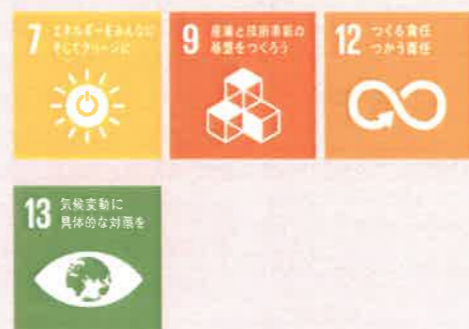 7 エネルギーをみんなに
そしてクリーンに
9 産業と技術革新の
基盤をつくろう
12 つくる責任
つかう責任
13 気候変動に
具体的な対策を